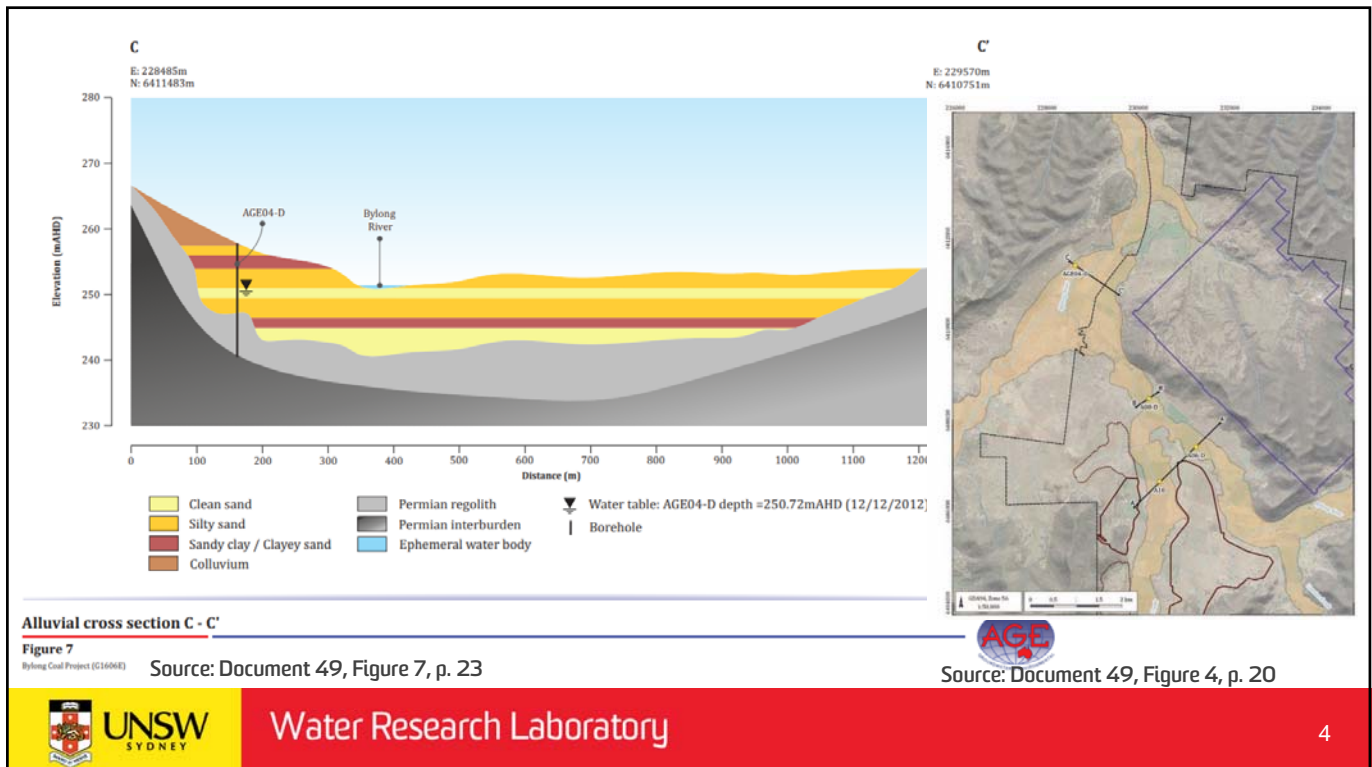 C
E: 228485m
N: 6411483m
C'
E: 229570m
N: 6410751m
280
270
260
250
240
230
Elevation (mAHD)
AGE04-D
Bylong
River
0 100 200 300 400 500 600 700 800 900 1000 1100 1200
Distance (m)
Clean sand
Silty sand
Sandy clay / Clayey sand
Colluvium
Permian regolith
Permian interburden
Ephemeral water body
Water table: AGE04-D depth =250.72mAHD (12/12/2012)
Borehole
Alluvial cross section C - C'
Figure 7
Bylong Coal Project (G1606E)
Source: Document 49, Figure 7, p. 23
AGE
Source: Document 49, Figure 4, p. 20
UNSW
SYDNEY
Water Research Laboratory
4